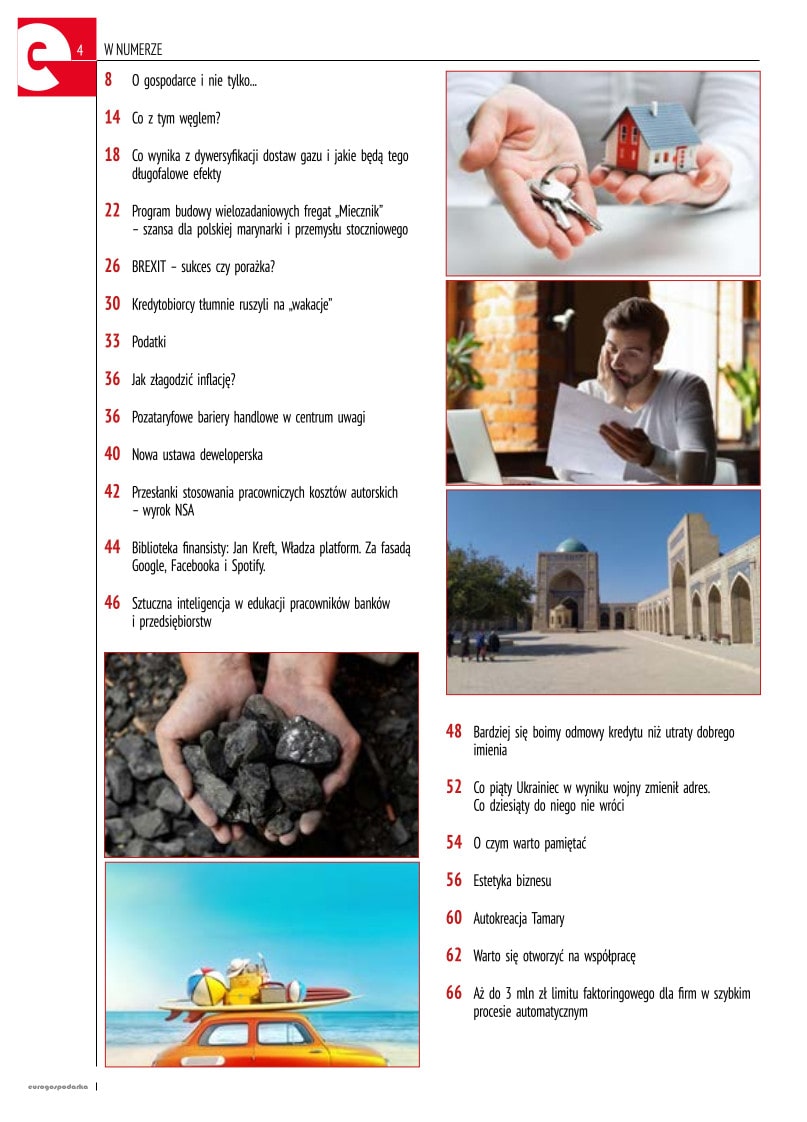 4 W NUMERZE
8 O gospodarce i nie tylko...
14 Co z tym węglem?
18 Co wynika z dywersyfikacji dostaw gazu i jakie będą tego
długofalowe efekty
22 Program budowy wielozadaniowych fregat „Miecznik”
– szansa dla polskiej marynarki i przemysłu stoczniowego
26 BREXIT – sukces czy porażka?
30 Kredytobiorcy tłumnie ruszyli na „wakacje”
33 Podatki
36 Jak złagodzić inflację?
36 Pozataryfowe bariery handlowe w centrum uwagi
40 Nowa ustawa deweloperska
42 Przesłanki stosowania pracowniczych kosztów autorskich
– wyrok NSA
44 Biblioteka finansisty: Jan Kreft, Władza platform. Za fasadą
Google, Facebooka i Spotify.
46 Sztuczna inteligencja w edukacji pracowników banków
i przedsiębiorstw
48 Bardziej się boimy odmowy kredytu niż utraty dobrego
imienia
52 Co piąty Ukrainiec w wyniku wojny zmienił adres.
Co dziesiąty do niego nie wróci
54 O czym warto pamiętać
56 Estetyka biznesu
60 Autokreacja Tamary
62 Warto się otworzyć na współpracę
66 Aż do 3 mln zł limitu faktoringowego dla firm w szybkim
procesie automatycznym
eurogospodarka